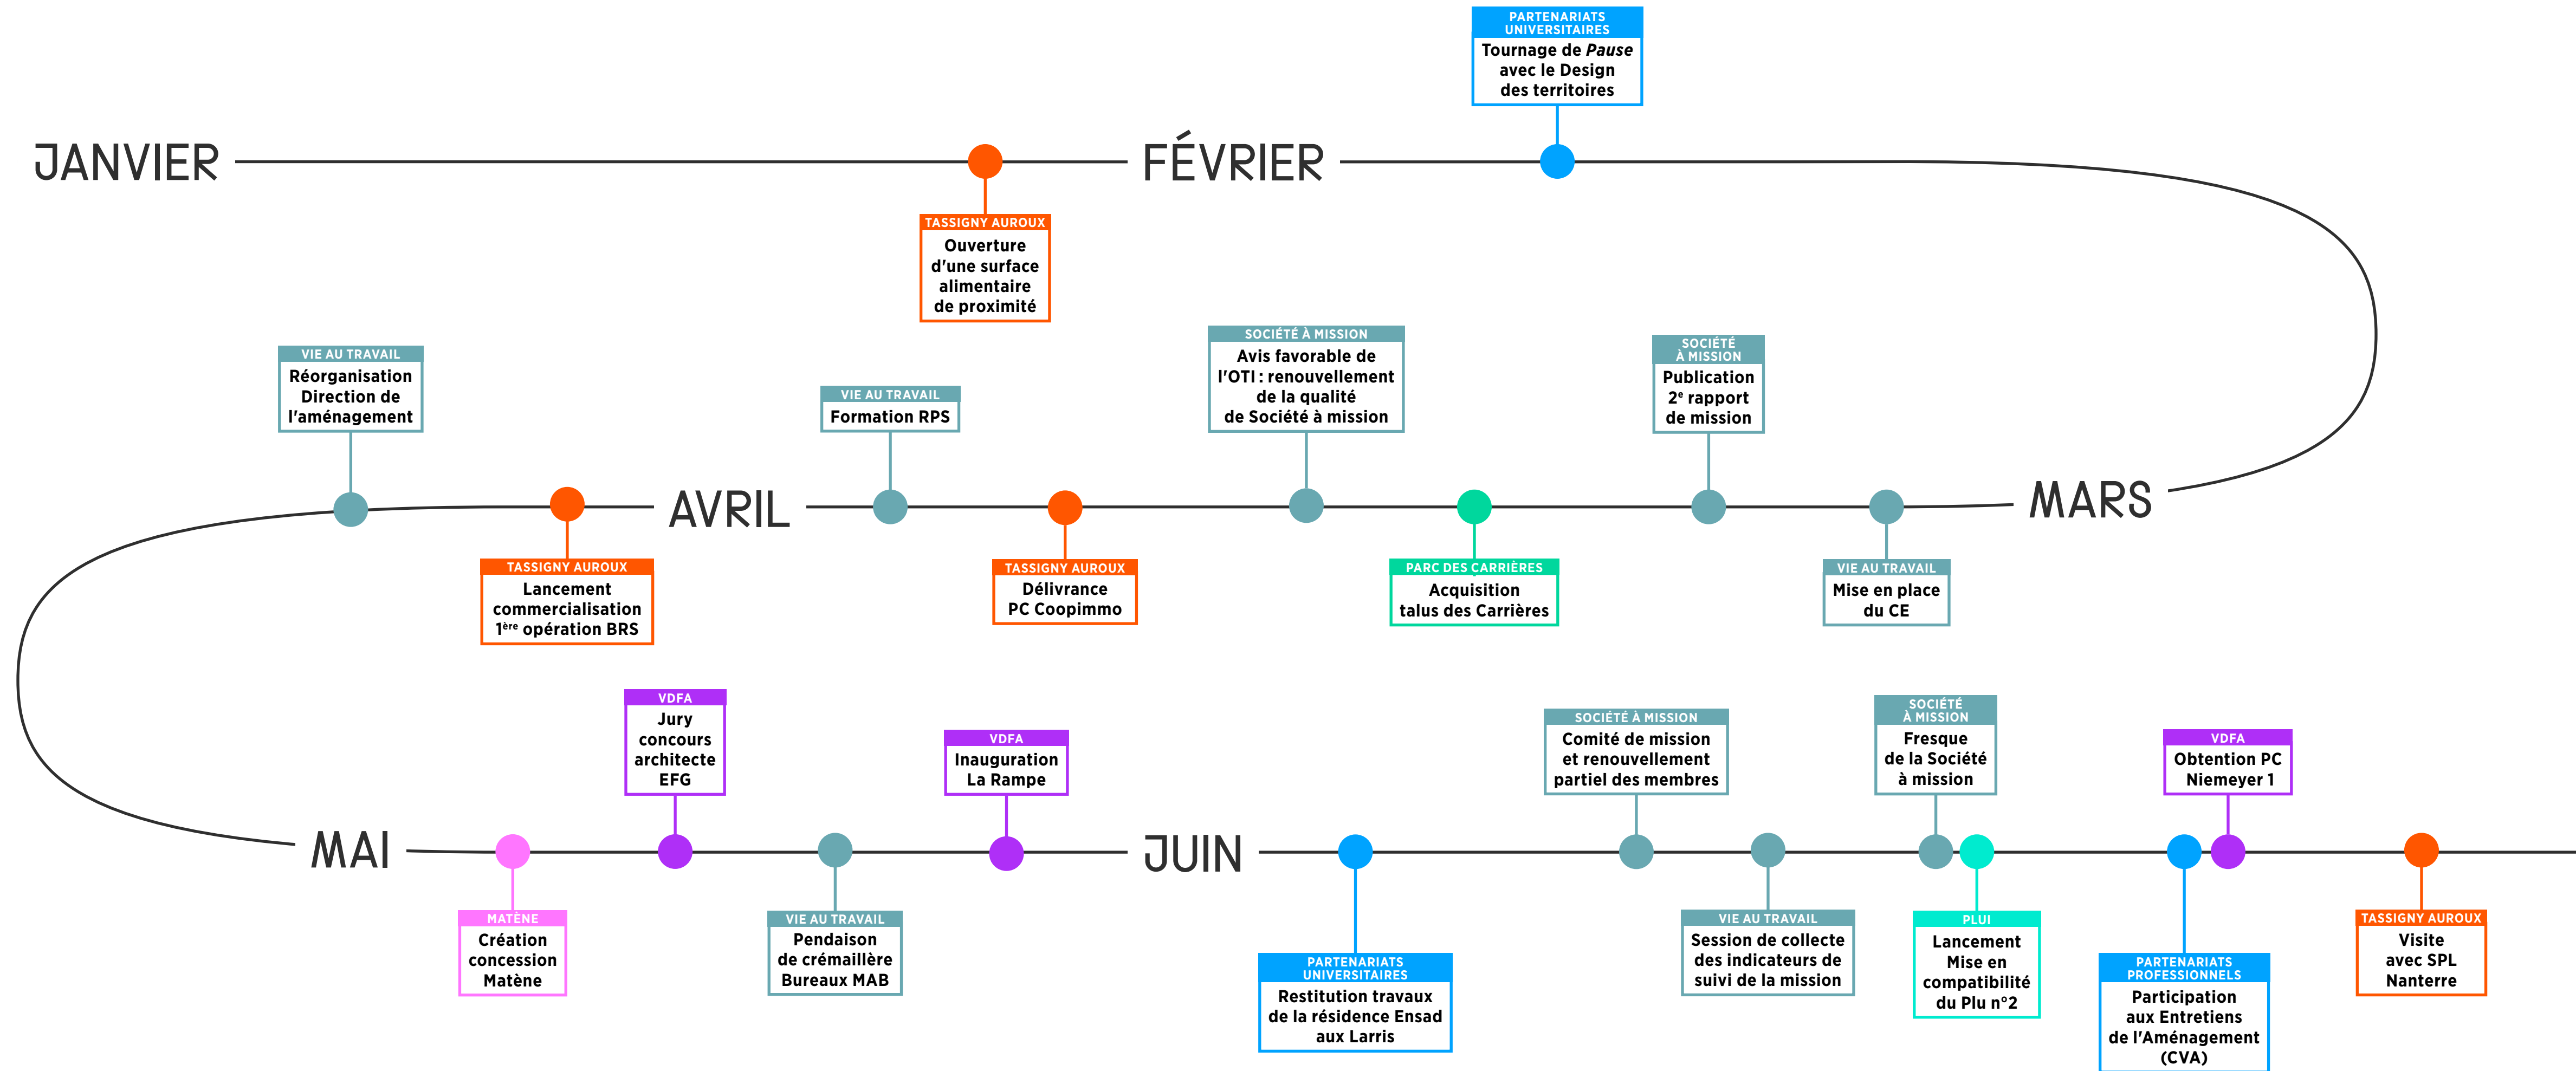 JANVIER
TASSIGNY AUROUX
Ouverture
d'une surface
alimentaire
de proximité
FÉVRIER
PARTENARIATS
UNIVERSITAIRES
Tournage de Pause
avec le Design
des territoires
MARS
VIE AU TRAVAIL
Mise en place
du CE
SOCIÉTÉ
À MISSION
Publication
2e rapport
de mission
PARC DES CARRIÈRES
Acquisition
talus des Carrières
SOCIÉTÉ À MISSION
Avis favorable de
l'OTI : renouvellement
de la qualité
de Société à mission
TASSIGNY AUROUX
Délivrance
PC Coopimmo
VIE AU TRAVAIL
Formation RPS
AVRIL
TASSIGNY AUROUX
Lancement
commercialisation
1ère opération BRS
VIE AU TRAVAIL
Réorganisation
Direction de
l'aménagement
MAI
MATÈNE
Création
concession
Matène
VDFA
Jury
concours
architecte
EFG
VIE AU TRAVAIL
Pendaison
de crémaillère
Bureaux MAB
VDFA
Inauguration
La Rampe
JUIN
PARTENARIATS
UNIVERSITAIRES
Restitution travaux
de la résidence Ensad
aux Larris
SOCIÉTÉ À MISSION
Comité de mission
et renouvellement
partiel des membres
VIE AU TRAVAIL
Session de collecte
des indicateurs de
suivi de la mission
SOCIÉTÉ
À MISSION
Fresque
de la Société
à mission
PLUI
Lancement
Mise en
compatibilité
du Plu n°2
PARTENARIATS
PROFESSIONNELS
Participation
aux Entretiens
de l'Aménagement
(CVA)
VDFA
Obtention PC
Niemeyer 1
TASSIGNY AUROUX
Visite
avec SPL
Nanterre